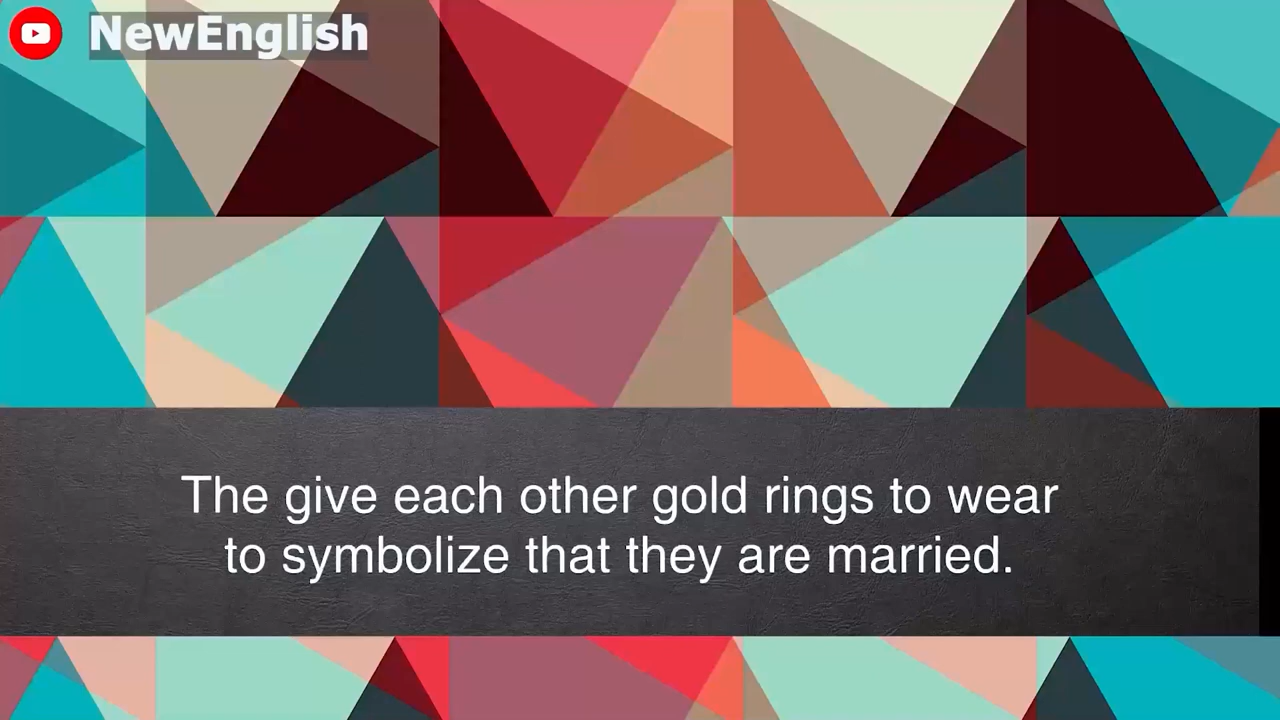 NewEnglish
The give each other gold rings to wear
to symbolize that they are married.